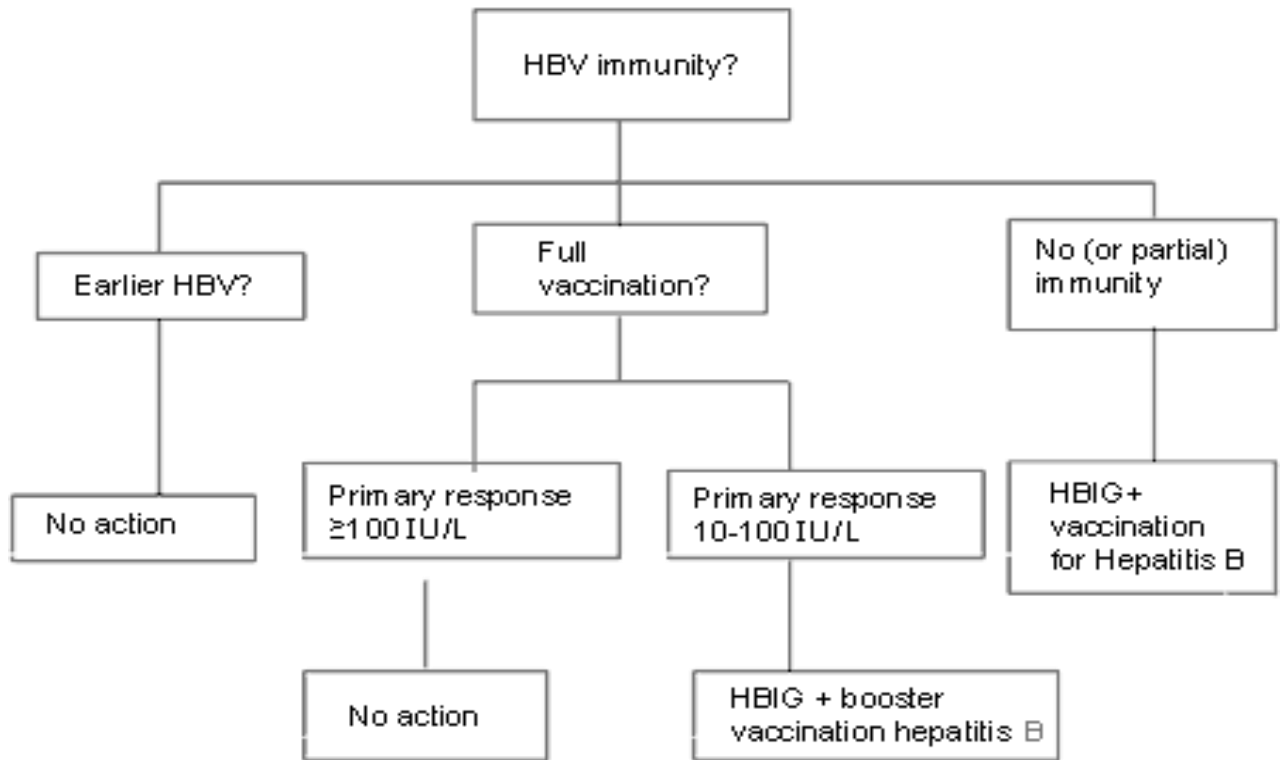 HBV immunity?
Earlier HBV?
Full
vaccination?
No (or partial)
immunity
No action
Primary response
≥100 IU/L
Primary response
10-100 IU/L
HBIG+
vaccination
for Hepatitis B
No action
HBIG + booster
vaccination hepatitis B